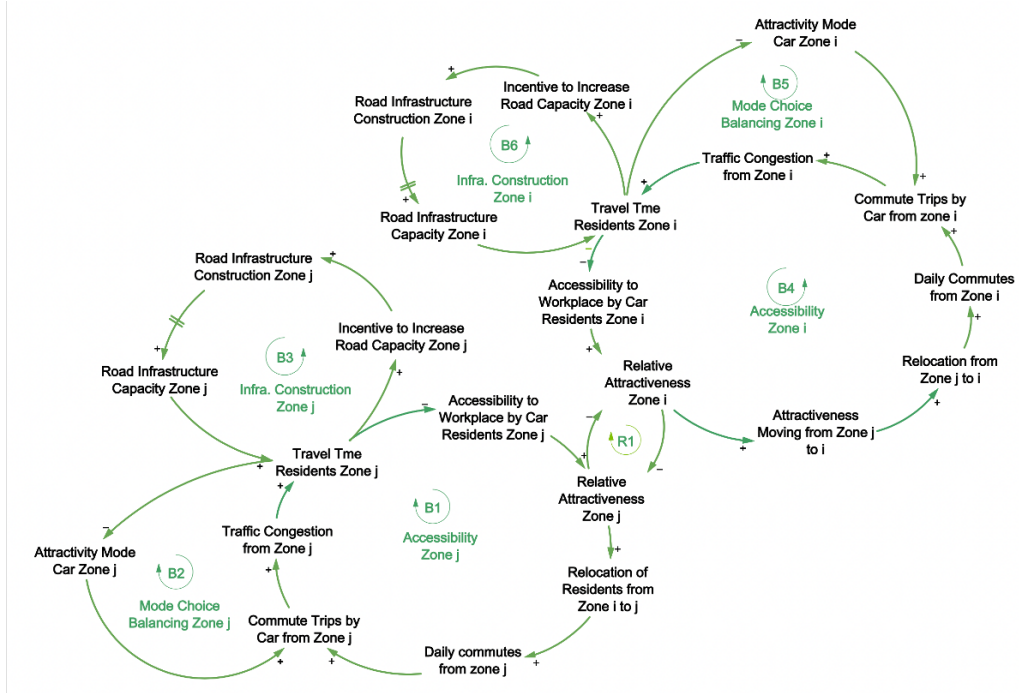 Attractivity Mode
Car Zone i
B5
Mode Choice
Balancing Zone i
Incentive to Increase
Road Capacity Zone i
Road Infrastructure
Construction Zone i
B6
Infra. Construction
Zone i
Traffic Congestion
from Zone i
Commute Trips by
Car from zone i
Travel Tme
Residents Zone i
Road Infrastructure
Capacity Zone i
Road Infrastructure
Construction Zone j
Accessibility to
Workplace by Car
Residents Zone i
B4
Accessibility
Zone i
Daily Commutes
from Zone i
Incentive to Increase
Road Capacity Zone j
B3
Infra. Construction
Zone j
Road Infrastructure
Capacity Zone j
Relative
Attractiveness
Zone i
Relocation from
Zone j to i
Accessibility to
Workplace by Car
Residents Zone j
R1
Attractiveness
Moving from Zone j
to i
Travel Tme
Residents Zone j
Relative
Attractiveness
Zone j
B1
Accessibility
Zone j
Traffic Congestion
from Zone j
Attractivity Mode
Car Zone j
B2
Mode Choice
Balancing Zone j
Relocation of
Residents from
Zone i to j
Commute Trips by
Car from Zone j
Daily commutes
from zone j